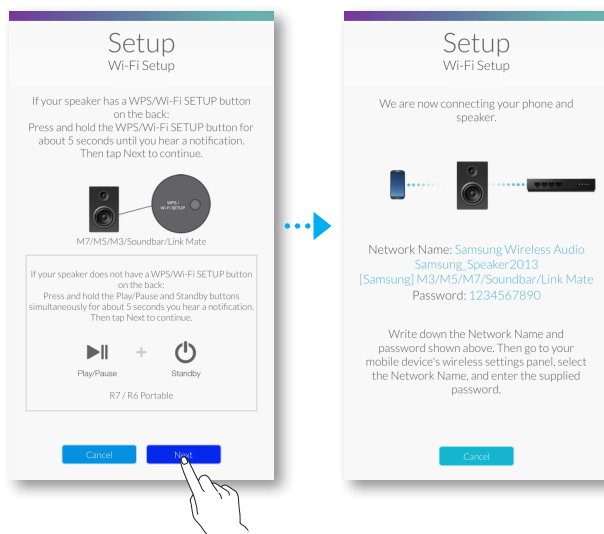 Setup
Wi-Fi Setup
If your speaker has a WPS/Wi-Fi SETUP button
on the back:
Press and hold the WPS/Wi-Fi SETUP button for
about 5 seconds until you hear a notification.
Then tap Next to continue.
WPS /
Wi-Fi SETUP
M7/M5/M3/Soundbar/Link Mate
If your speaker does not have a WPS/Wi-Fi SETUP button
on the back:
Press and hold the Play/Pause and Standby buttons
simultaneously for about 5 seconds you hear a notification.
Then tap Next to continue.
+
Play/Pause
Standby
R7 / R6 Portable
Cancel
Next
Setup
Wi-Fi Setup
We are now connecting your phone and
speaker.
Network Name: Samsung Wireless Audio
Samsung_Speaker2013
[Samsung] M3/M5/M7/Soundbar/Link Mate
Password: 1234567890
Write down the Network Name and
password shown above. Then go to your
mobile device's wireless settings panel, select
the Network Name, and enter the supplied
password.
Cancel